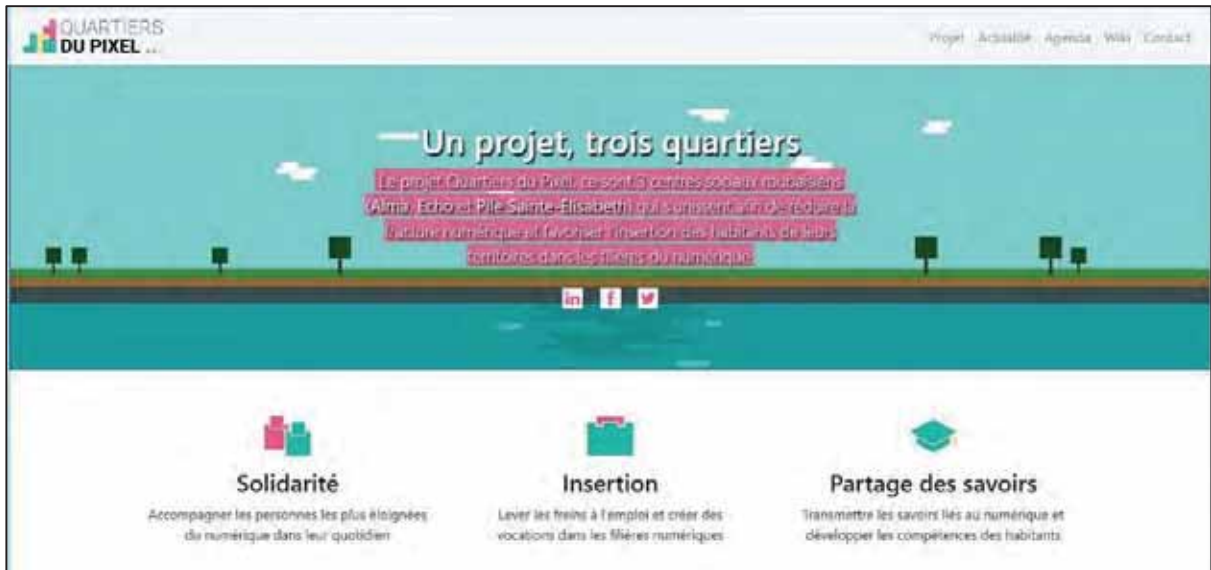 QUARTIERS
DU PIXEL ...
Projet Actualité Agenda Wiki Contact
Un projet, trois quartiers
Le projet Quartiers du Pixel, ce sont 3 centres sociaux roubaisiens
(Alma, Echo et Pile Sainte-Elisabeth) qui s'unissent afin de réduire la
fracture numérique et favoriser l'insertion des habitants de leurs
territoires dans les filières du numérique
in f
Solidarité
Accompagner les personnes les plus éloignées
du numérique dans leur quotidien
Insertion
Lever les freins à l'emploi et créer des
vocations dans les filières numériques
Partage des savoirs
Transmettre les savoirs liés au numérique et
développer les compétences des habitants